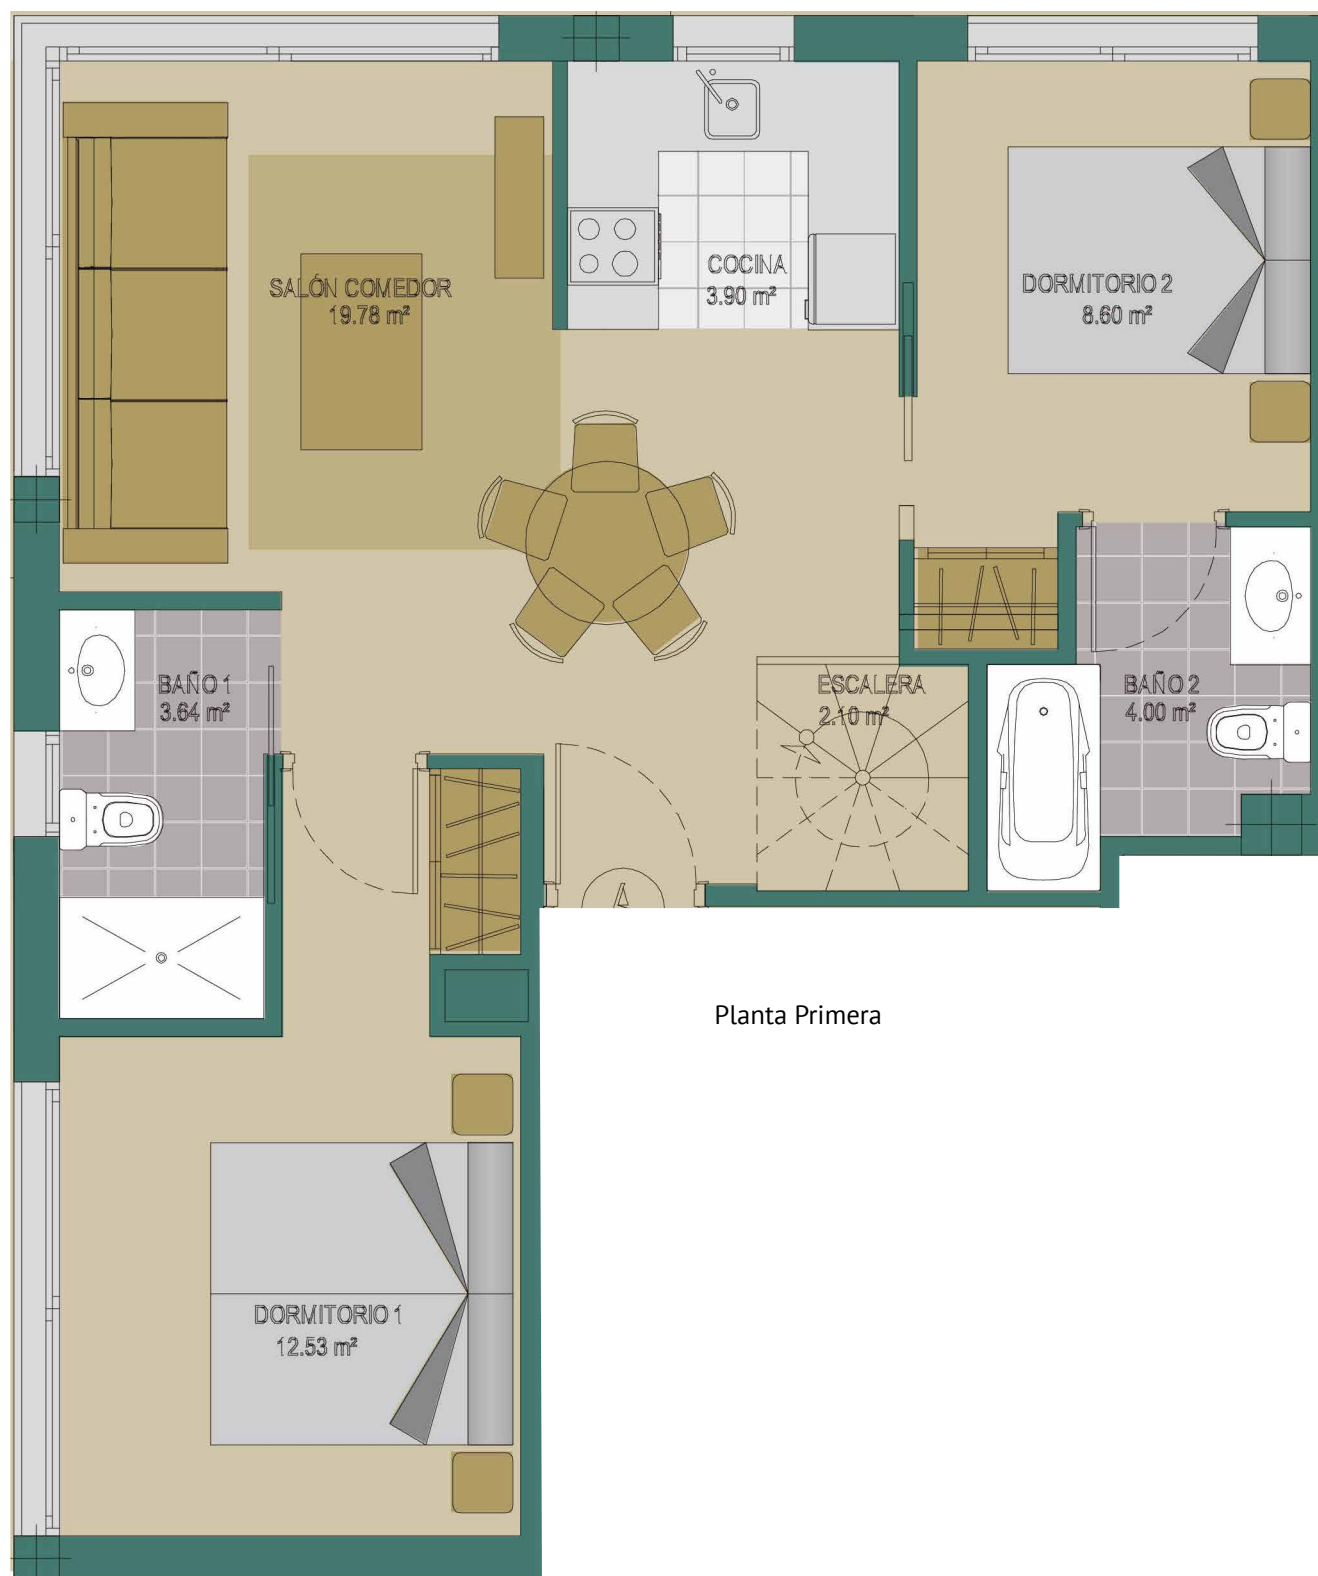 SALÓN COMEDOR
19.78 m²
COCINA
3.90 m²
DORMITORIO 2
8.60 m²
BAÑO 1
3.64 m²
ESCALERA
2.10 m²
BAÑO 2
4.00 m²
A
Planta Primera
DORMITORIO 1
12.53 m²